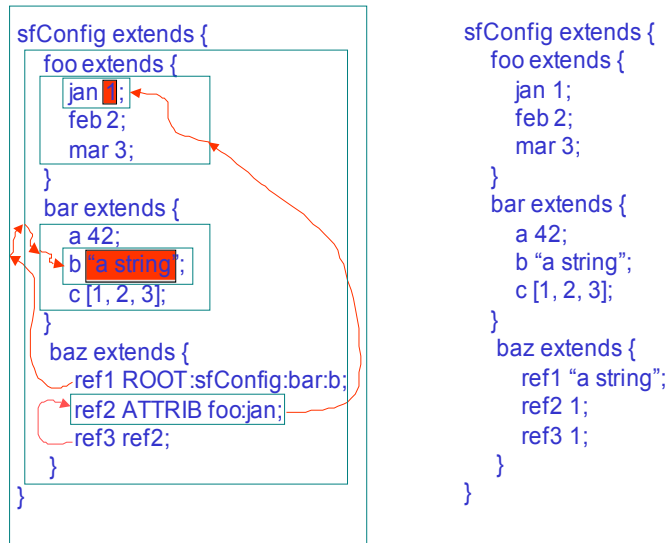 sfConfig extends {
foo extends {
jan 1;
feb 2;
mar 3;
}
bar extends {
a 42;
b “a string”;
c [1, 2, 3];
}
baz extends {
ref1 ROOT:sfConfig:bar:b;
ref2 ATTRIB foo:jan;
ref3 ref2;
}
}
sfConfig extends {
foo extends {
jan 1;
feb 2;
mar 3;
}
bar extends {
a 42;
b “a string”;
c [1, 2, 3];
}
baz extends {
ref1 “a string”;
ref2 1;
ref3 1;
}
}